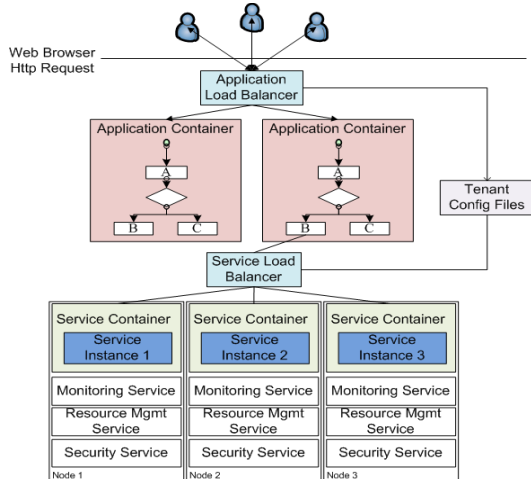 Web Browser
Http Request
Application
Load Balancer
Application Container
Application Container
A
A
B
C
B
C
Tenant
Config Files
Service Load
Balancer
Service Container
Service Container
Service Container
Service
Instance 1
Service
Instance 2
Service
Instance 3
Monitoring Service
Monitoring Service
Monitoring Service
Resource Mgmt
Service
Resource Mgmt
Service
Resource Mgmt
Service
Security Service
Security Service
Security Service
Node 1
Node 2
Node 3